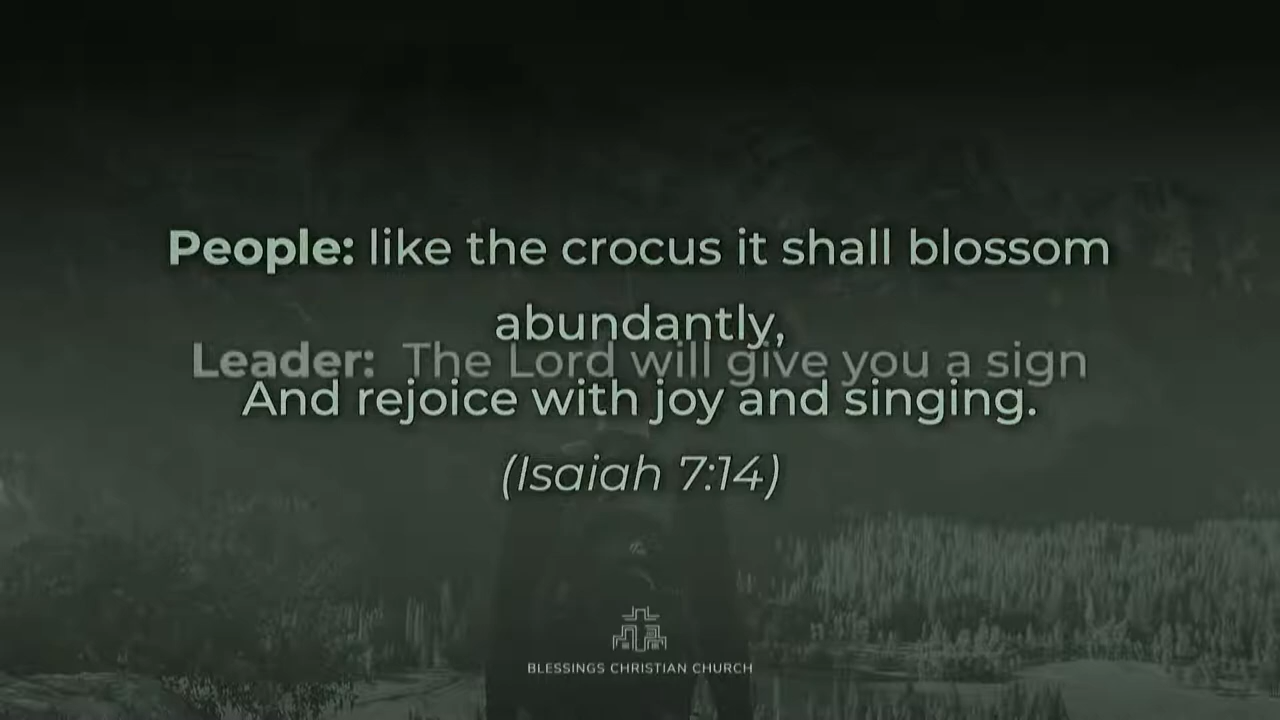 People: like the crocus it shall blossom
abundantly,
Leader: The Lord will give you a sign
And rejoice with joy and singing.
(Isaiah 7:14)
BLESSINGS CHRISTIAN CHURCH